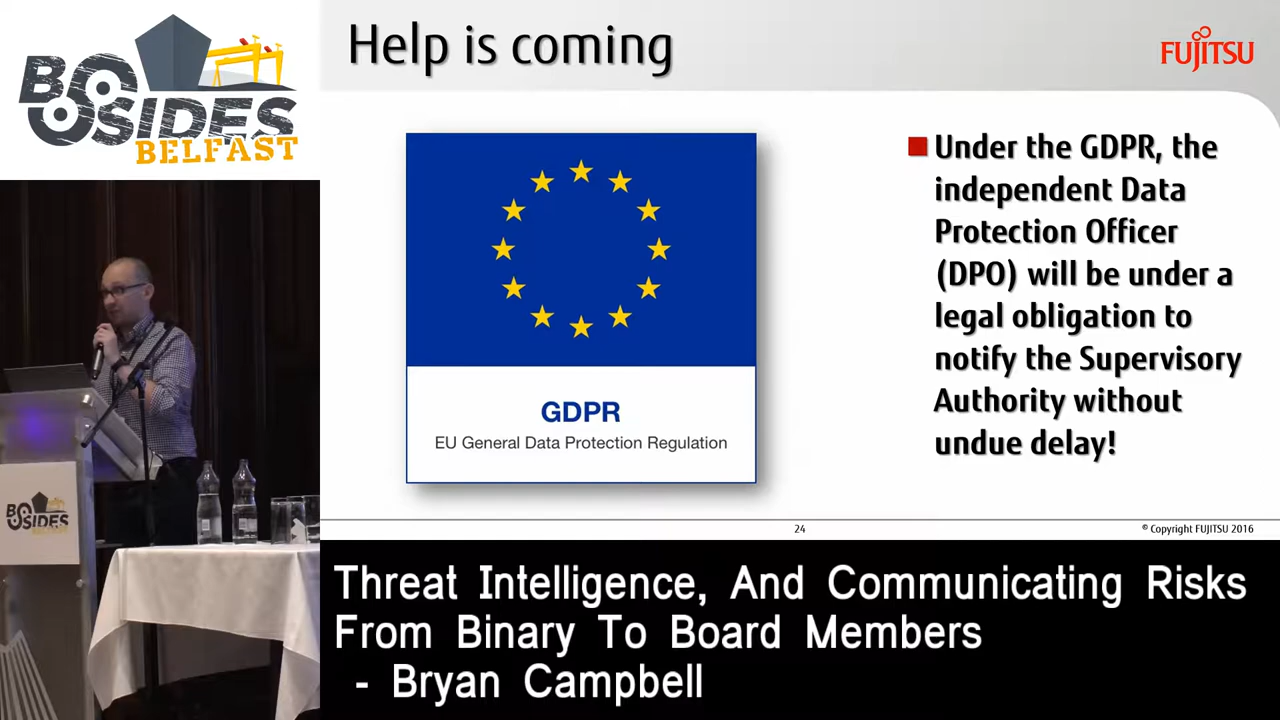 BSIDES
BELFAST
Help is coming
FUJITSU
GDPR
EU General Data Protection Regulation
Under the GDPR, the
independent Data
Protection Officer
(DPO) will be under a
legal obligation to
notify the Supervisory
Authority without
undue delay!
24
© Copyright FUJITSU 2016
BSIDES
BELFAST
Threat Intelligence, And Communicating Risks
From Binary To Board Members
- Bryan Campbell